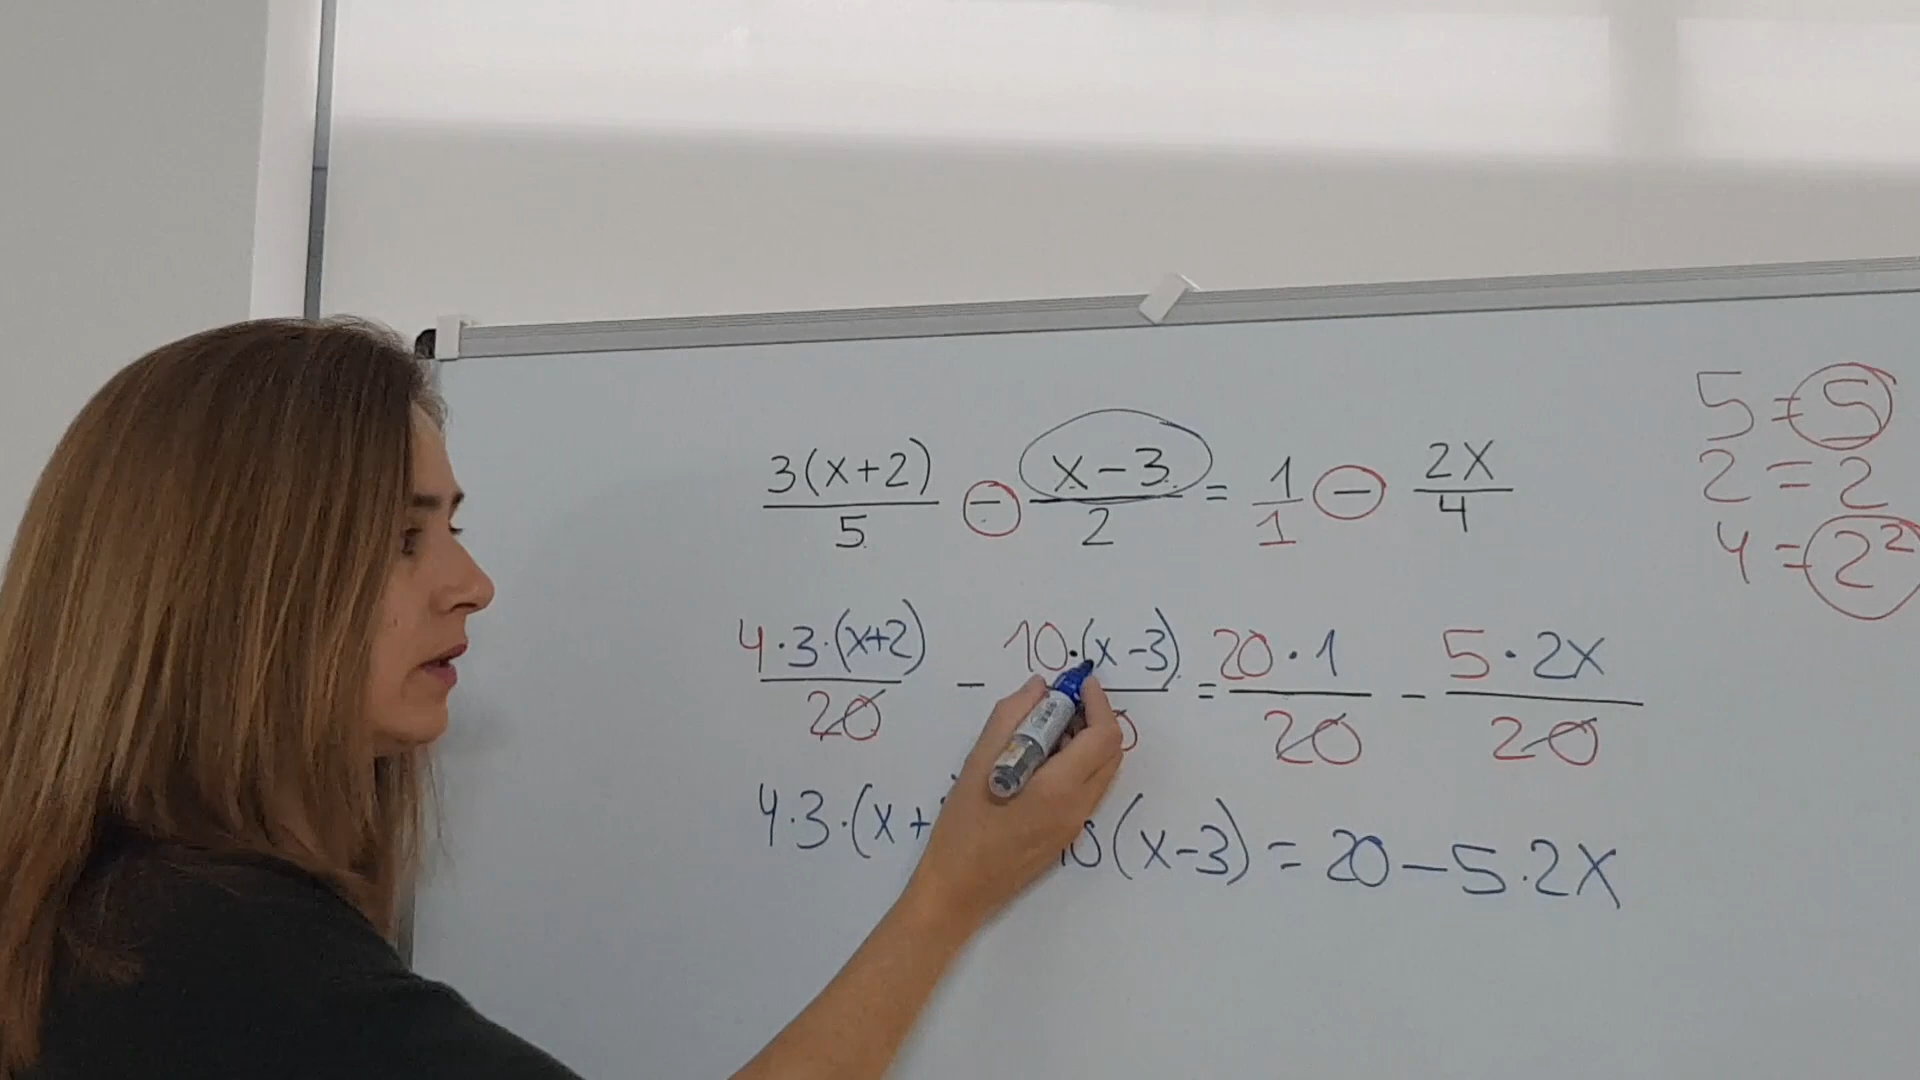 3(x+2)/5 - x-3/2 = 1/1 - 2x/4
4·3·(x+2)/20 - 10·(x-3)/ = 20·1/20 - 5·2x/20
4·3·(x+ 10(x-3) = 20-5·2x
5=5
2=2
4=2²